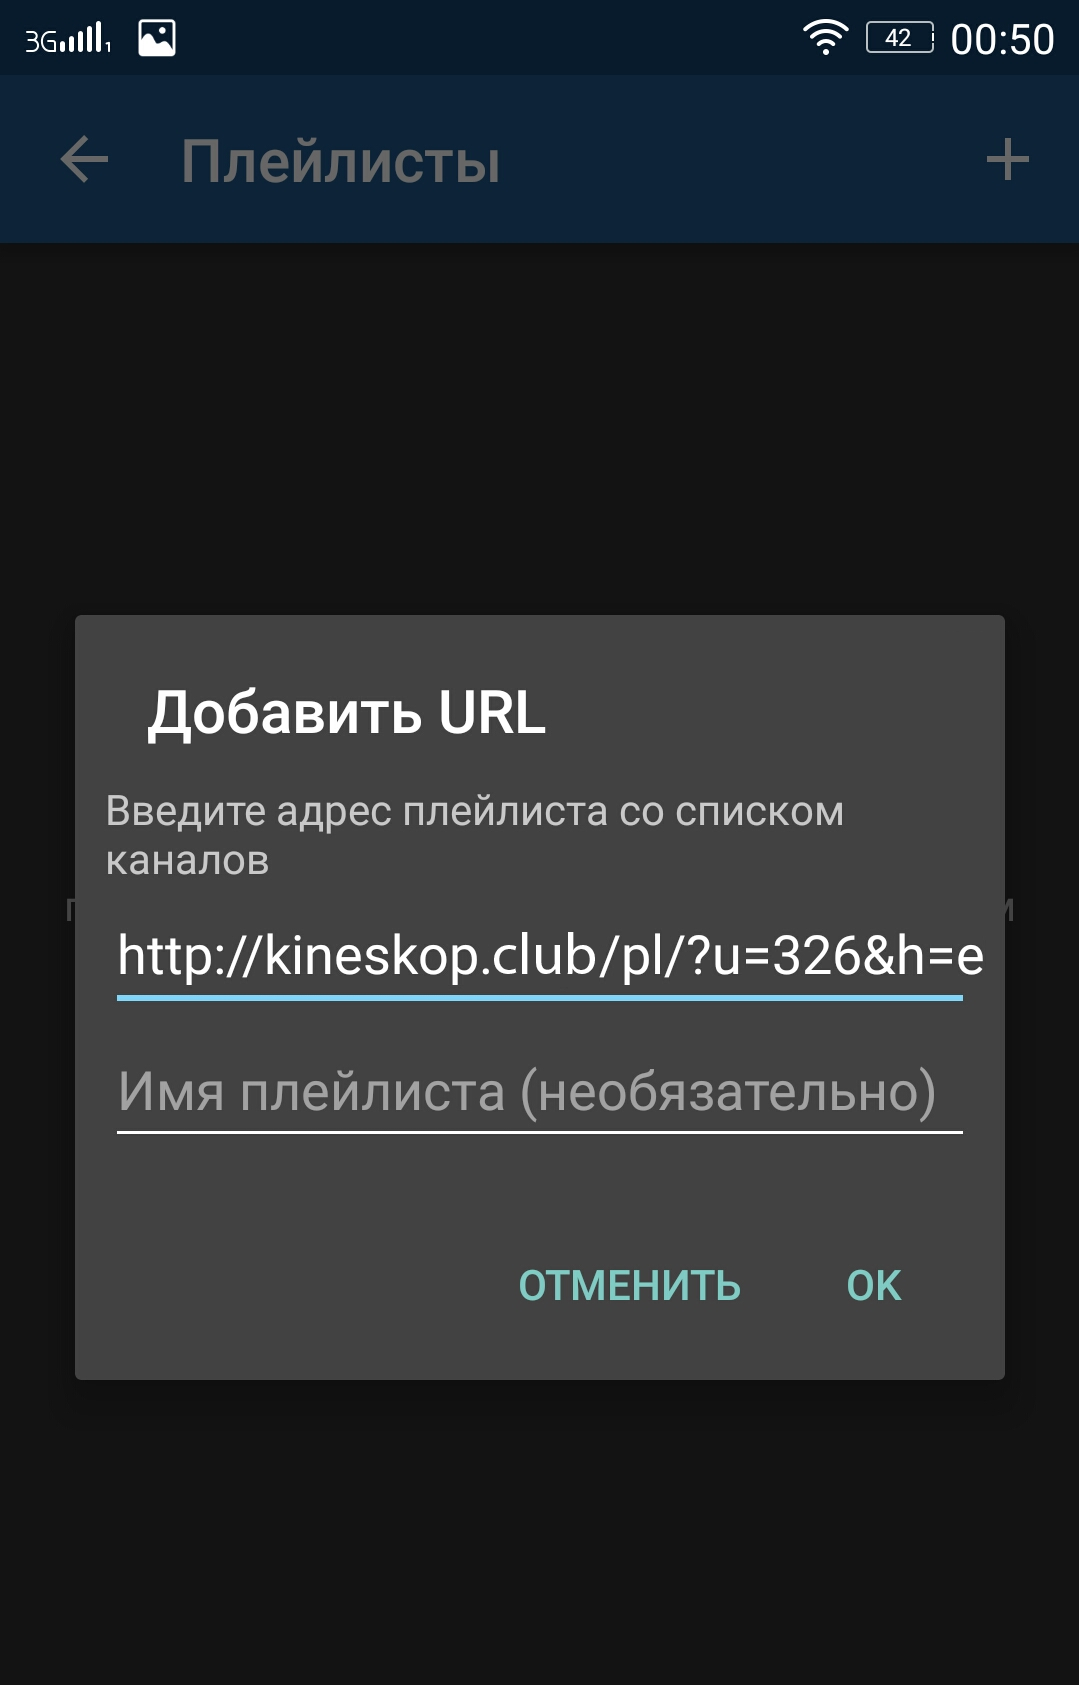 3G 1 42 00:50
Плейлисты
Добавить URL
Введите адрес плейлиста со списком
каналов
http://kineskop.club/pl/?u=326&h=e
Имя плейлиста (необязательно)
ОТМЕНИТЬ OK